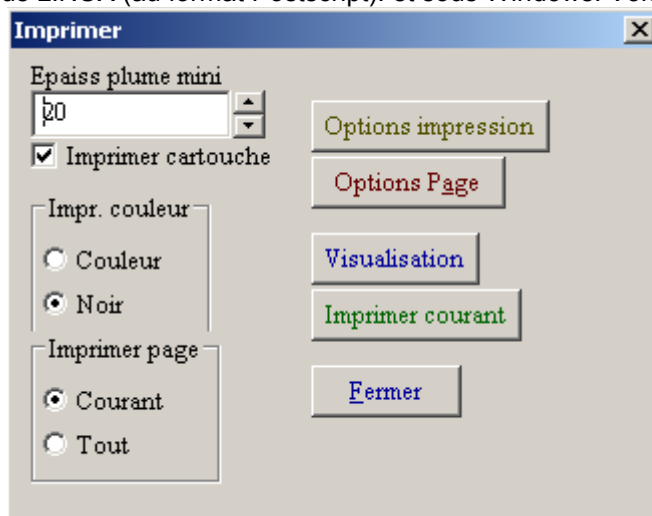 Imprimer
Epaiss plume mini
20
Imprimer cartouche
Impr. couleur
Couleur
Noir
Imprimer page
Courant
Tout
Options impression
Options Page
Visualisation
Imprimer courant
Fermer